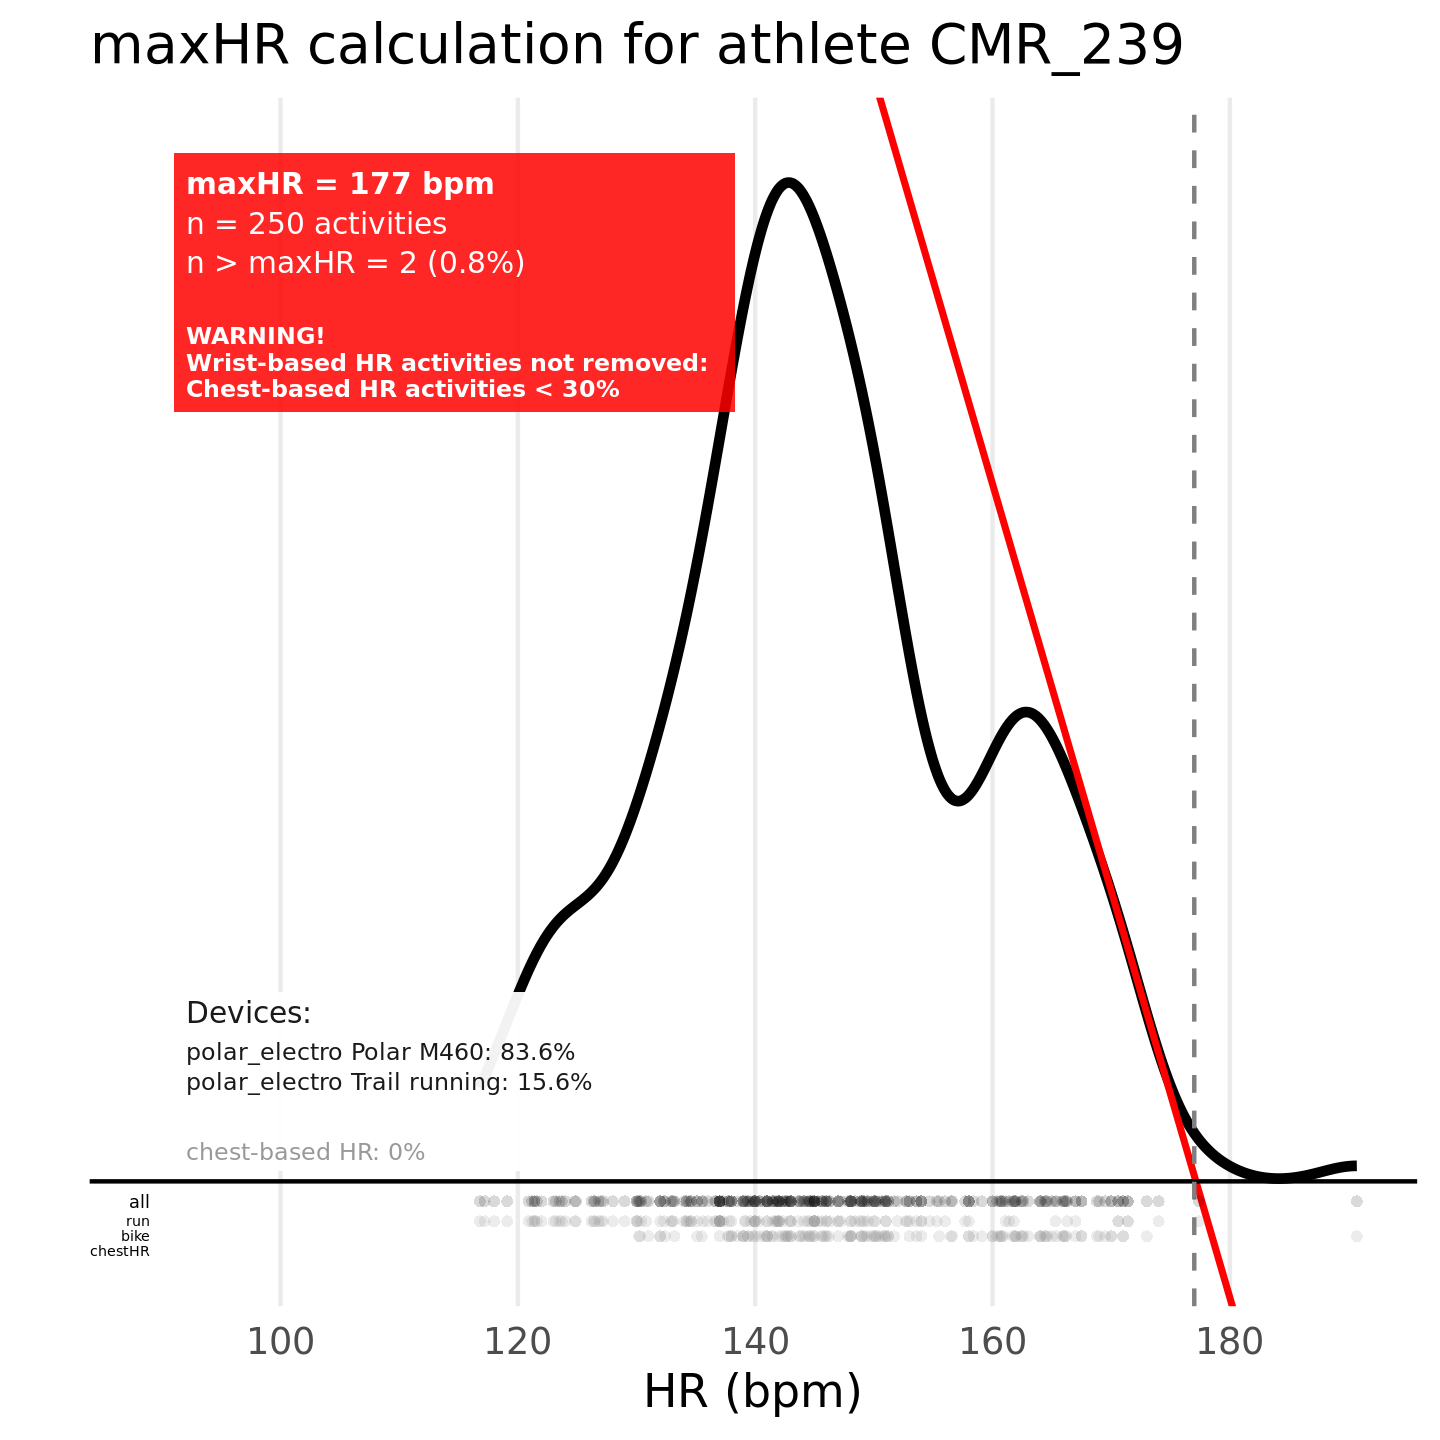 maxHR calculation for athlete CMR_239
maxHR = 177 bpm
n = 250 activities
n > maxHR = 2 (0.8%)
WARNING!
Wrist-based HR activities not removed:
Chest-based HR activities < 30%
Devices:
polar_electro Polar M460: 83.6%
polar_electro Trail running: 15.6%
chest-based HR: 0%
all
run
bike
chestHR
100 120 140 160 180
HR (bpm)